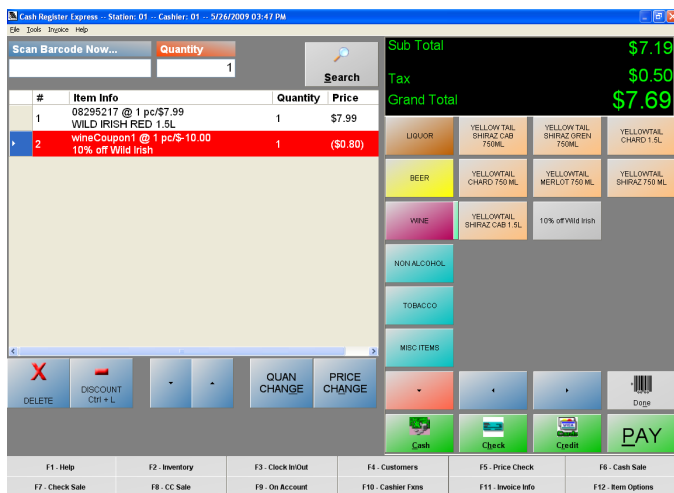 Cash Register Express -- Station: 01 -- Cashier: 01 -- 5/26/2009 03:47 PM
File Tools Invoice Help
Scan Barcode Now...
Quantity
1
Search
Sub Total $7.19
Tax $0.50
Grand Total $7.69
# Item Info Quantity Price
1 08295217 @ 1 pc/$7.99 1 $7.99
WILD IRISH RED 1.5L
2 wineCoupon1 @ 1 pc/$-10.00 1 ($0.80)
10% off Wild Irish
LIQUOR
YELLOW TAIL
SHIRAZ CAB
750ML
YELLOW TAIL
SHIRAZ GREN
750ML
YELLOWTAIL
CHARD 1.5L
BEER
YELLOWTAIL
CHARD 750 ML
YELLOWTAIL
MERLOT 750 ML
YELLOWTAIL
SHIRAZ 750 ML
WINE
YELLOWTAIL
SHIRAZ CAB 1.5L
10% off Wild Irish
NON ALCOHOL
TOBACCO
MISC ITEMS
X
DELETE
DISCOUNT
Ctrl + L
QUAN
CHANGE
PRICE
CHANGE
Done
Cash
Check
Credit
PAY
F1 - Help
F2 - Inventory
F3 - Clock In\Out
F4 - Customers
F5 - Price Check
F6 - Cash Sale
F7 - Check Sale
F8 - CC Sale
F9 - On Account
F10 - Cashier Fxns
F11 - Invoice Info
F12 - Item Options